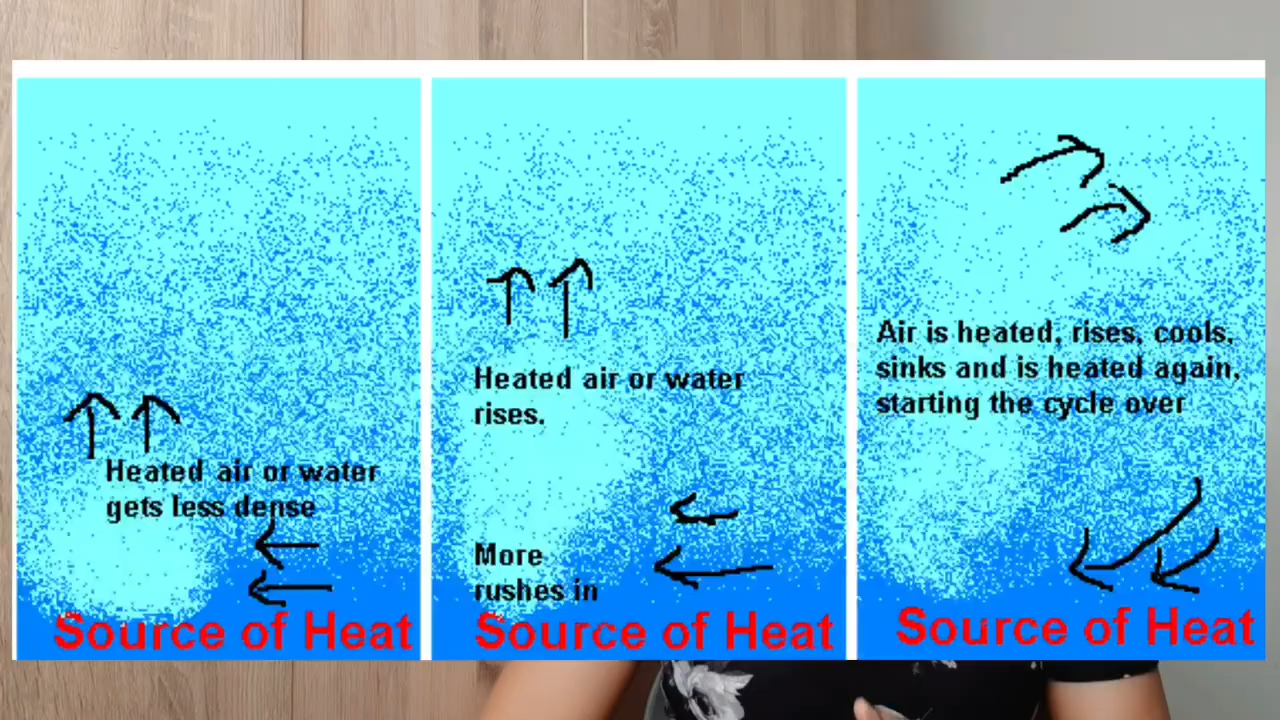 Heated air or water
gets less dense
Source of Heat
Heated air or water
rises.
More
rushes in
Source of Heat
Air is heated, rises, cools,
sinks and is heated again,
starting the cycle over
Source of Heat